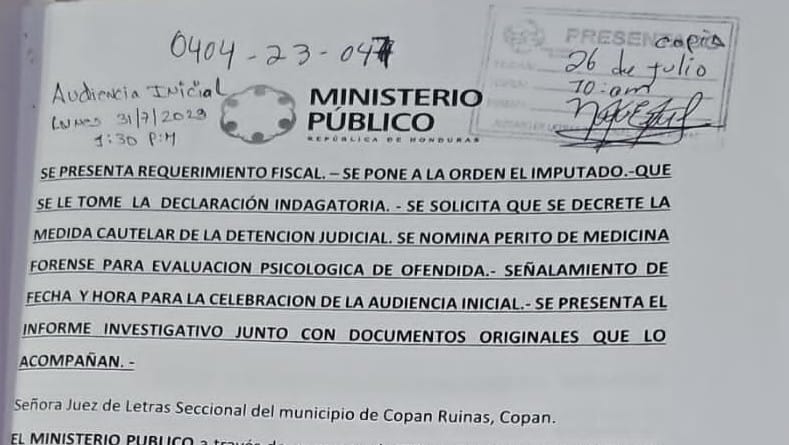 0404-23-047
Audiencia Inicial
Lunes 31/7/2023
1:30 P:M
MINISTERIO
PÚBLICO
REPÚBLICA DE HONDURAS
copia
26 de julio
10:am
SE PRESENTA REQUERIMIENTO FISCAL. – SE PONE A LA ORDEN EL IMPUTADO.-QUE
SE LE TOME LA DECLARACIÓN INDAGATORIA. - SE SOLICITA QUE SE DECRETE LA
MEDIDA CAUTELAR DE LA DETENCION JUDICIAL. SE NOMINA PERITO DE MEDICINA
FORENSE PARA EVALUACION PSICOLOGICA DE OFENDIDA.- SEÑALAMIENTO DE
FECHA Y HORA PARA LA CELEBRACION DE LA AUDIENCIA INICIAL.- SE PRESENTA EL
INFORME INVESTIGATIVO JUNTO CON DOCUMENTOS ORIGINALES QUE LO
ACOMPAÑAN. -
Señora Juez de Letras Seccional del municipio de Copan Ruinas, Copan.
EL MINISTERIO PUBLICO a través de